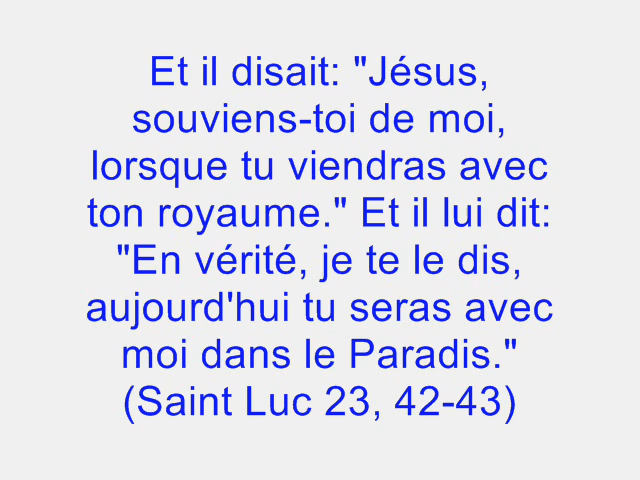 Et il disait: "Jésus,
souviens-toi de moi,
lorsque tu viendras avec
ton royaume." Et il lui dit:
"En vérité, je te le dis,
aujourd'hui tu seras avec
moi dans le Paradis."
(Saint Luc 23, 42-43)